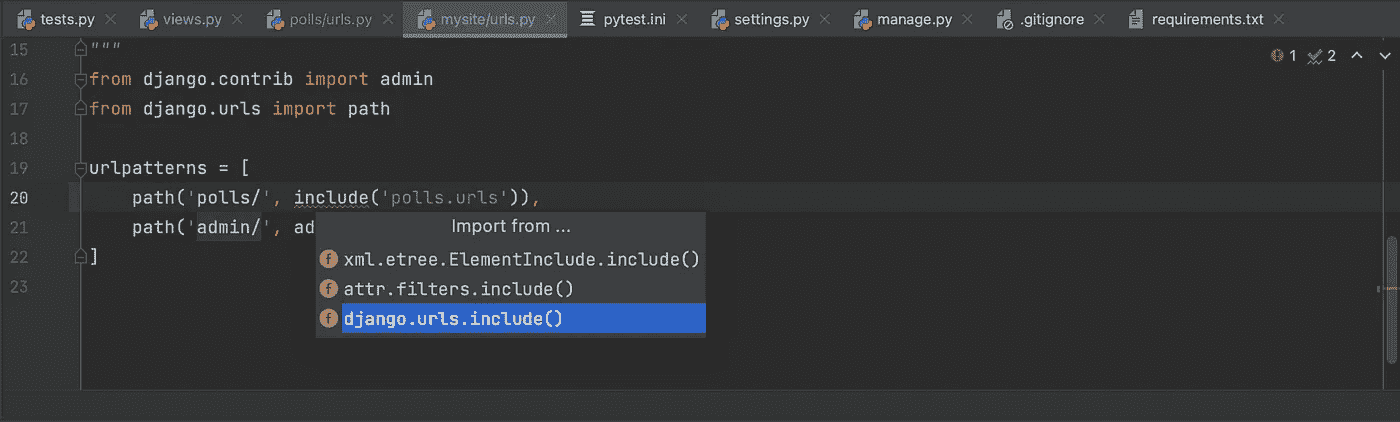 tests.py views.py polls/urls.py mysite/urls.py pytest.ini settings.py manage.py .gitignore requirements.txt
1 2
15 """
16 from django.contrib import admin
17 from django.urls import path
18
19 urlpatterns = [
20 path('polls/', include('polls.urls')),
21 path('admin/', ad
Import from ...
f xml.etree.ElementInclude.include()
f attr.filters.include()
f django.urls.include()
22 ]
23